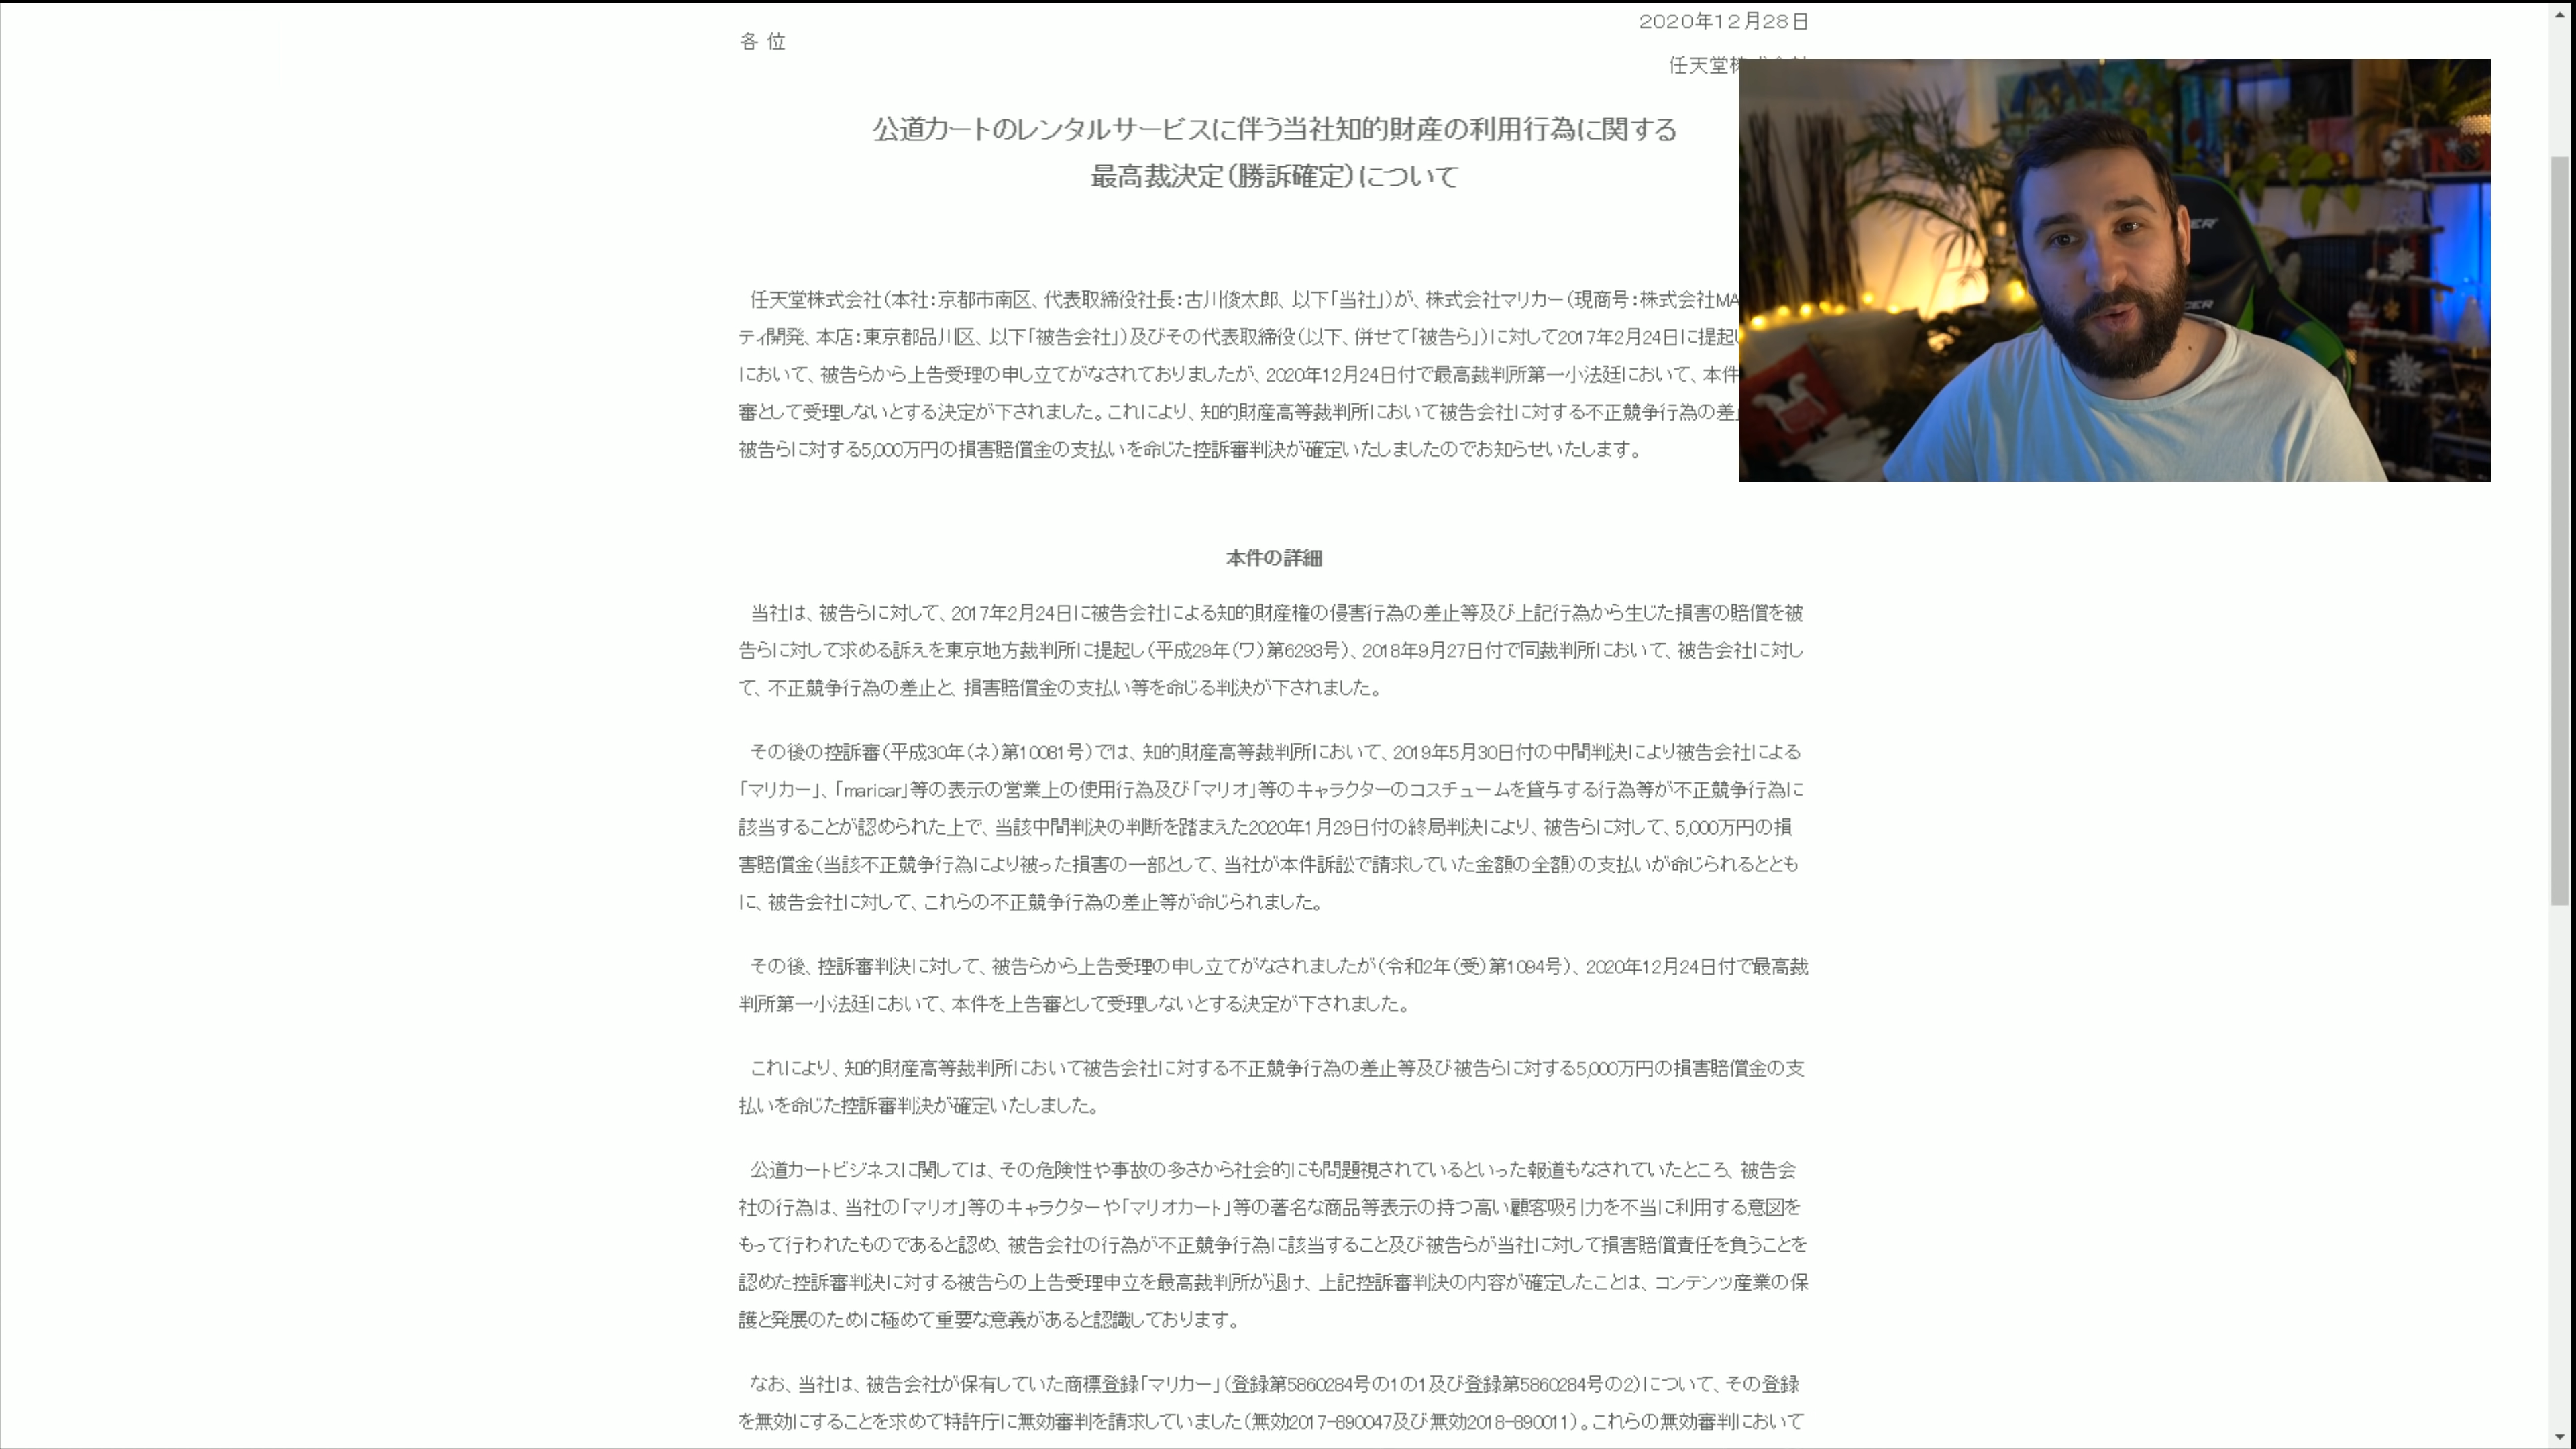 2020年12月28日
各 位
任天堂株
公道カートのレンタルサービスに伴う当社知的財産の利用行為に関する
最高裁決定(勝訴確定)について
任天堂株式会社(本社:京都市南区、代表取締役社長:古川俊太郎、以下「当社」)が、株式会社マリカー(現商号:株式会社MA
ティ開発、本店:東京都品川区、以下「被告会社」)及びその代表取締役(以下、併せて「被告ら」)に対して2017年2月24日に提起
において、被告らから上告受理の申し立てがなされておりましたが、2020年12月24日付で最高裁判所第一小法廷において、本件
審として受理しないとする決定が下されました。これにより、知的財産高等裁判所において被告会社に対する不正競争行為の差
被告らに対する5,000万円の損害賠償金の支払いを命じた控訴審判決が確定いたしましたのでお知らせいたします。
本件の詳細
当社は、被告らに対して、2017年2月24日に被告会社による知的財産権の侵害行為の差止等及び上記行為から生じた損害の賠償を被
告らに対して求める訴えを東京地方裁判所に提起し(平成29年(ワ)第6293号)、2018年9月27日付で同裁判所において、被告会社に対し
て、不正競争行為の差止と、損害賠償金の支払い等を命じる判決が下されました。
その後の控訴審(平成30年(ネ)第10081号)では、知的財産高等裁判所において、2019年5月30日付の中間判決により被告会社による
「マリカー」、「maricar」等の表示の営業上の使用行為及び「マリオ」等のキャラクターのコスチュームを貸与する行為等が不正競争行為に
該当することが認められた上で、当該中間判決の判断を踏まえた2020年1月29日付の終局判決により、被告らに対して、5,000万円の損
害賠償金(当該不正競争行為により被った損害の一部として、当社が本件訴訟で請求していた金額の全額)の支払いが命じられるととも
に、被告会社に対して、これらの不正競争行為の差止等が命じられました。
その後、控訴審判決に対して、被告らから上告受理の申し立てがなされましたが(令和2年(受)第1094号)、2020年12月24日付で最高裁
判所第一小法廷において、本件を上告審として受理しないとする決定が下されました。
これにより、知的財産高等裁判所において被告会社に対する不正競争行為の差止等及び被告らに対する5,000万円の損害賠償金の支
払いを命じた控訴審判決が確定いたしました。
公道カートビジネスに関しては、その危険性や事故の多さから社会的にも問題視されているといった報道もなされていたところ、被告会
社の行為は、当社の「マリオ」等のキャラクターや「マリオカート」等の著名な商品等表示の持つ高い顧客吸引力を不当に利用する意図を
もって行われたものであると認め、被告会社の行為が不正競争行為に該当すること及び被告らが当社に対して損害賠償責任を負うことを
認めた控訴審判決に対する被告らの上告受理申立を最高裁判所が退け、上記控訴審判決の内容が確定したことは、コンテンツ産業の保
護と発展のために極めて重要な意義があると認識しております。
なお、当社は、被告会社が保有していた商標登録「マリカー」(登録第5860284号の1の1及び登録第5860284号の2)について、その登録
を無効にすることを求めて特許庁に無効審判を請求していました(無効2017-890047及び無効2018-890011)。これらの無効審判において